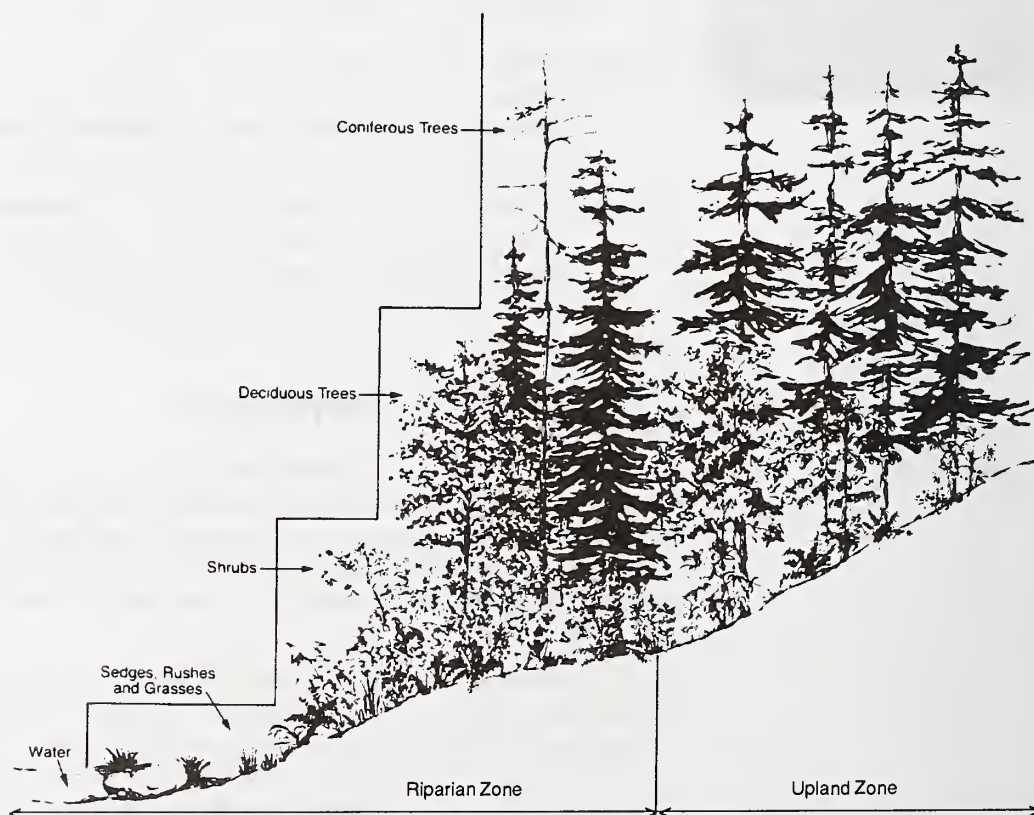 Coniferous Trees
Deciduous Trees
Shrubs
Sedges, Rushes
and Grasses
Water
Riparian Zone
Upland Zone